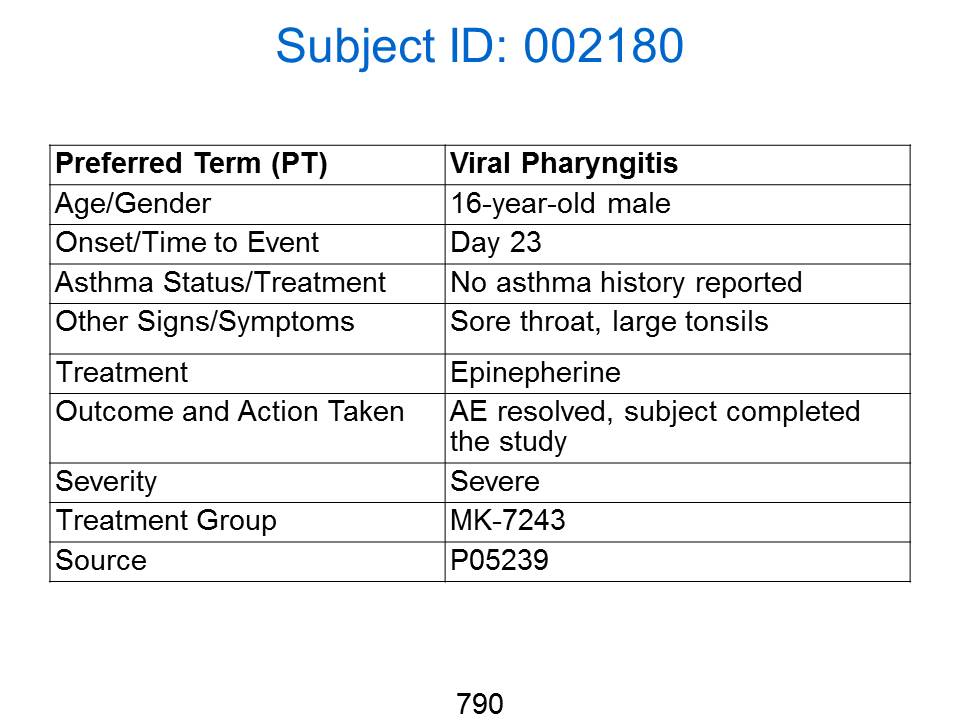 Subject ID: 002180
Preferred Term (PT) Viral Pharyngitis
Age/Gender 16-year-old male
Onset/Time to Event Day 23
Asthma Status/Treatment No asthma history reported
Other Signs/Symptoms Sore throat, large tonsils
Treatment Epinepherine
Outcome and Action Taken AE resolved, subject completed
the study
Severity Severe
Treatment Group MK-7243
Source P05239
790